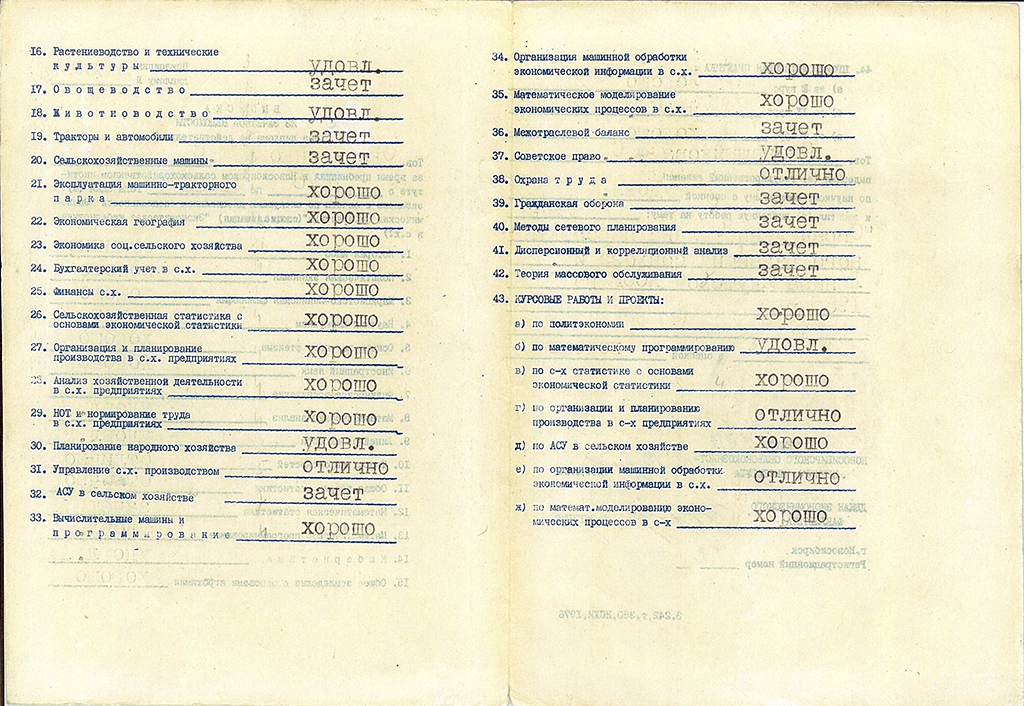 16. Растениеводство и технические
культуры удовл.
17. Овощеводство зачет
18. Животноводство удовл.
19. Тракторы и автомобили зачет
20. Сельскохозяйственные машины зачет
21. Эксплуатация машинно-тракторного
парка хорошо
22. Экономическая география хорошо
23. Экономика соц.сельского хозяйства хорошо
24. Бухгалтерский учет в с.х. хорошо
25. Финансы с.х. хорошо
26. Сельскохозяйственная статистика с
основами экономической статистики хорошо
27. Организация и планирование
производства в с.х. предприятиях хорошо
28. Анализ хозяйственной деятельности
в с.х. предприятиях хорошо
29. НОТ и нормирование труда
в с.х. предприятиях хорошо
30. Планирование народного хозяйства удовл.
31. Управление с.х. производством отлично
32. АСУ в сельском хозяйстве зачет
33. Вычислительные машины и
программирование хорошо
34. Организация машинной обработки
экономической информации в с.х. хорошо
35. Математическое моделирование
экономических процессов в с.х. хорошо
36. Межотраслевой баланс зачет
37. Советское право удовл.
38. Охрана труда отлично
39. Гражданская оборона зачет
40. Методы сетевого планирования зачет
41. Дисперсионный и корреляционный анализ зачет
42. Теория массового обслуживания зачет
43. КУРСОВЫЕ РАБОТЫ И ПРОЕКТЫ:
а) по политэкономии хорошо
б) по математическому программированию удовл.
в) по с-х статистике с основами
экономической статистики хорошо
г) по организации и планированию
производства в с-х предприятиях отлично
д) по АСУ в сельском хозяйстве хорошо
е) по организации машинной обработки
экономической информации в с.х. отлично
ж) по математ.моделированию эконо-
мических процессов в с-х хорошо